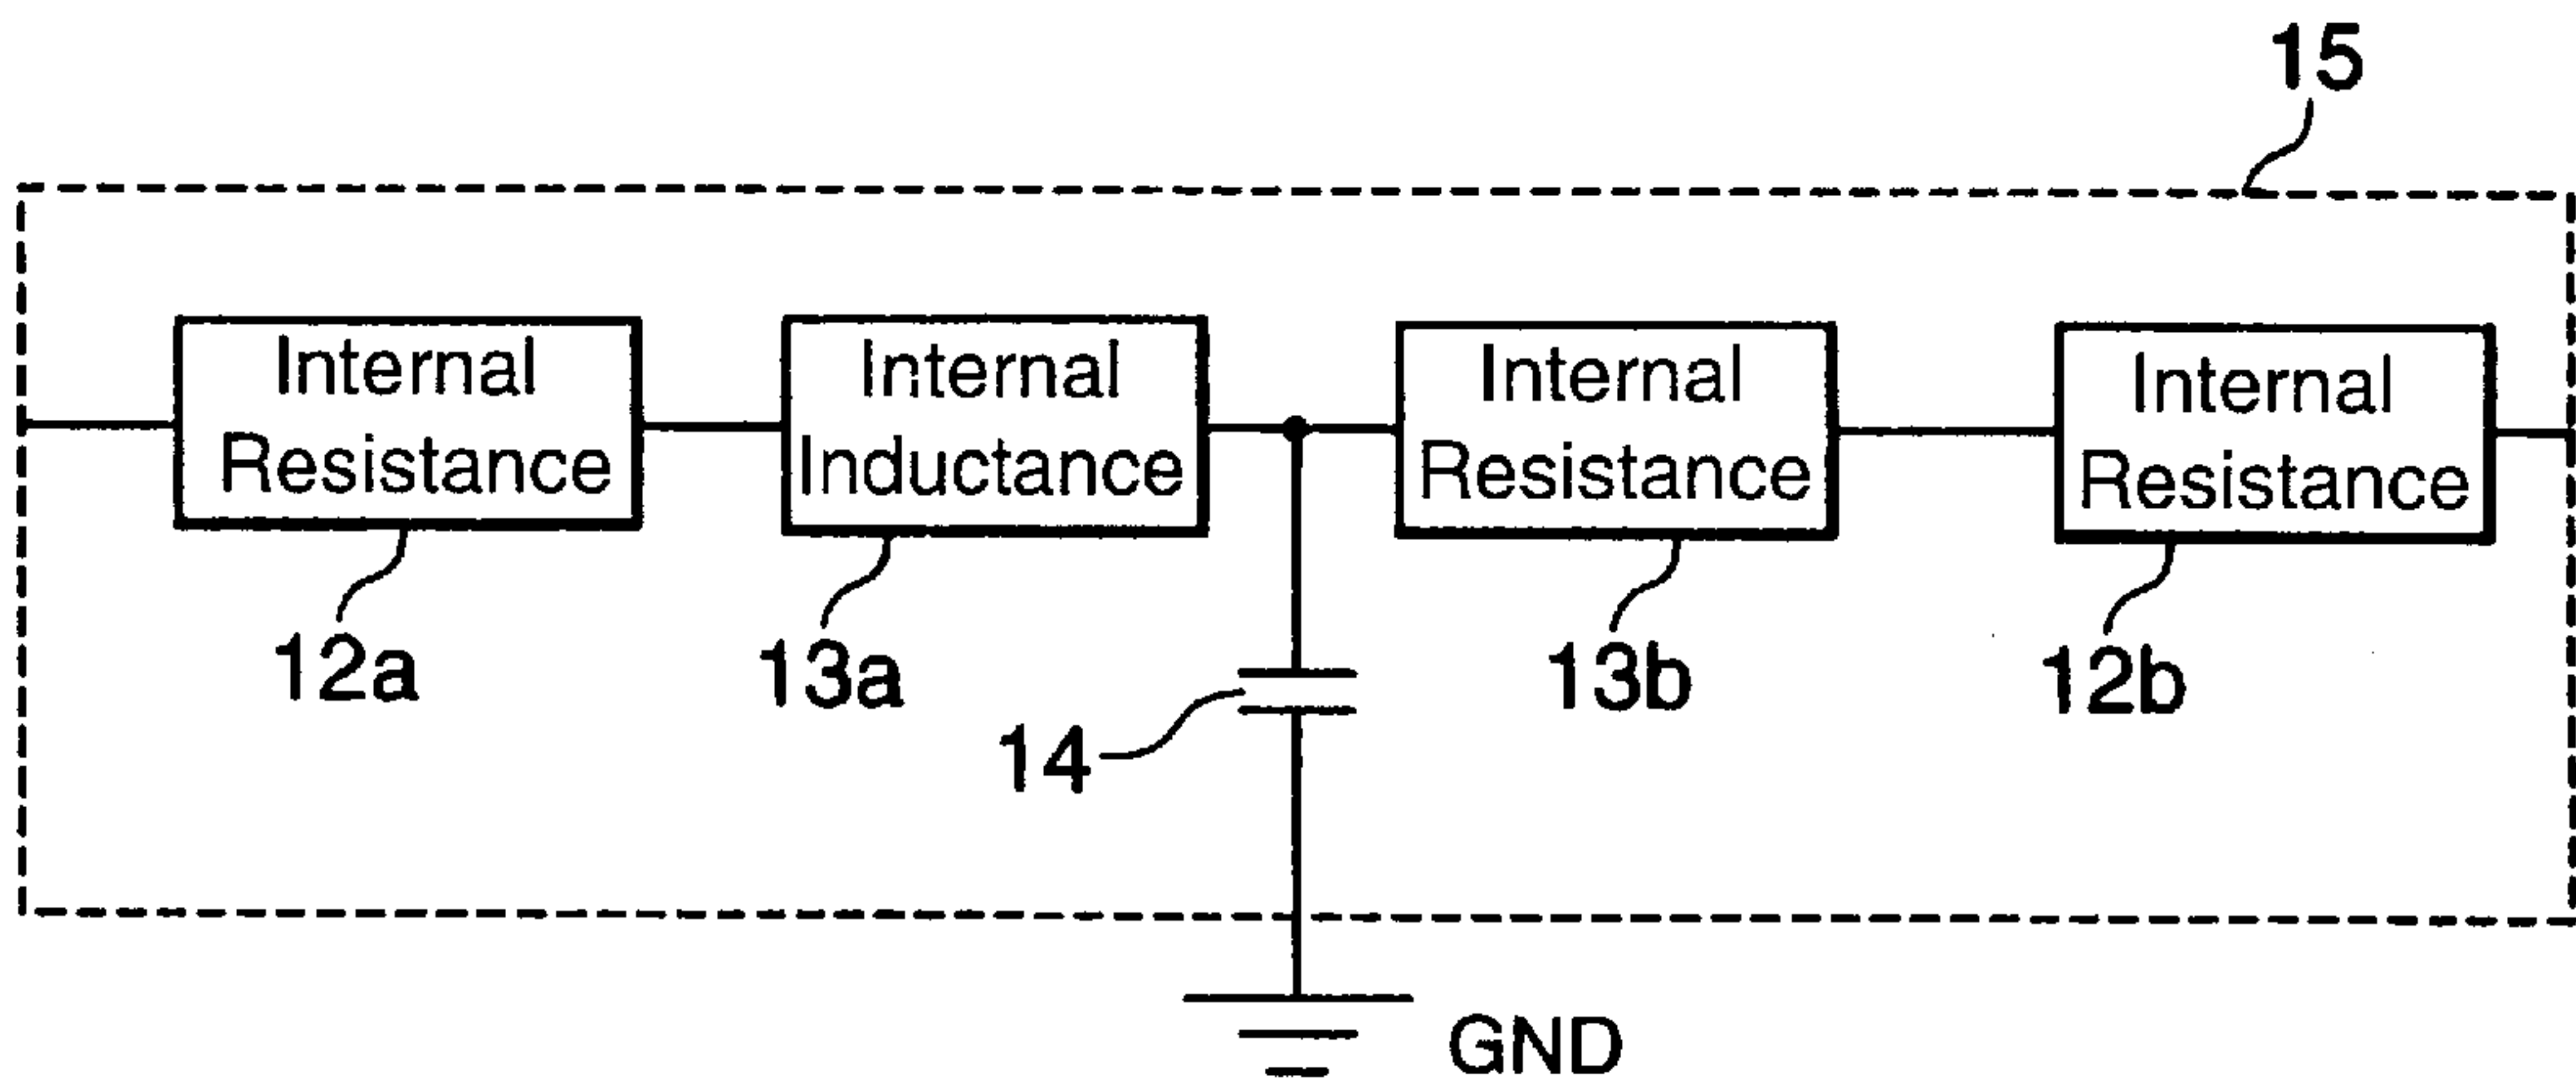 15
Internal
Resistance
Internal
Inductance
Internal
Resistance
Internal
Resistance
12a
13a
13b
12b
14
GND